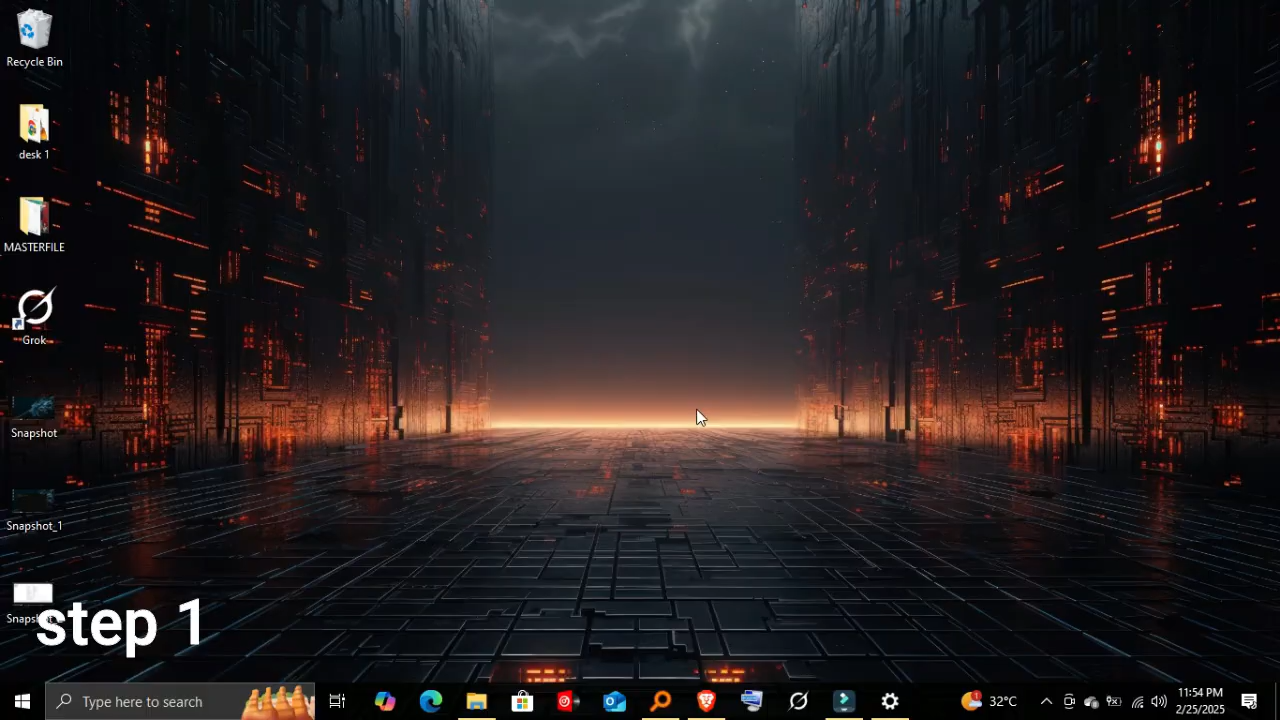 Recycle Bin
desk 1
MASTERFILE
Grok
Snapshot
Snapshot_1
step 1
Type here to search
1
32°C
11:54 PM
2/25/2025